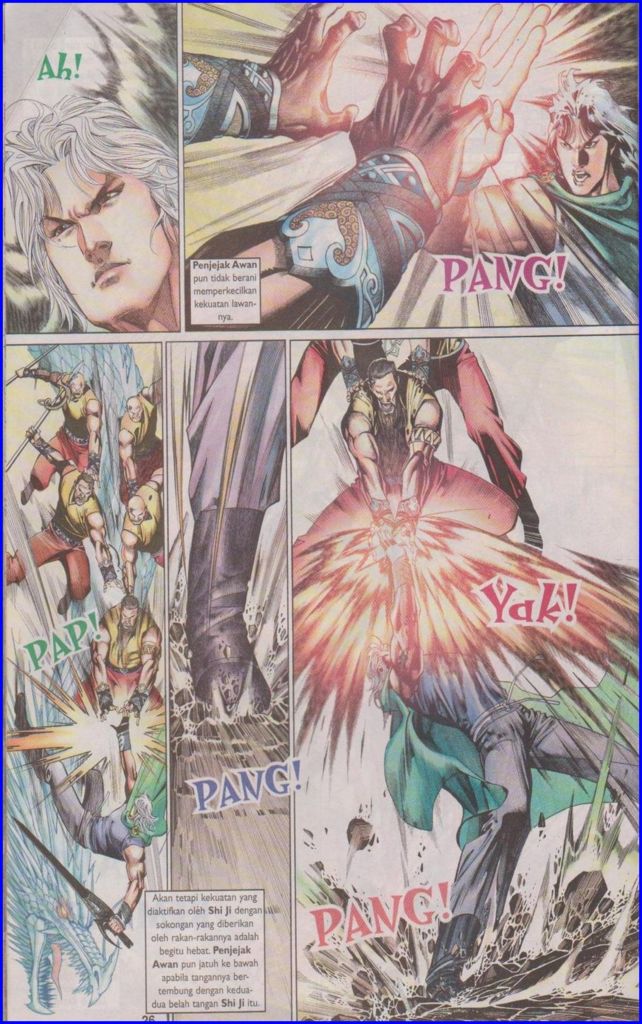 Ah!
Penjejak Awan
pun tidak berani
memperkecilkan
kekuatan lawan-
nya.
PANG!
PAP!
PANG!
Yak!
PANG!
Akan tetapi kekuatan yang
diaktifkan oleh Shi Ji dengan
sokongan yang diberikan
oleh rakan-rakannya adalah
begitu hebat. Penjejak
Awan pun jatuh ke bawah
apabila tangannya ber-
tembung dengan kedua-
dua belah tangan Shi Ji itu.
26